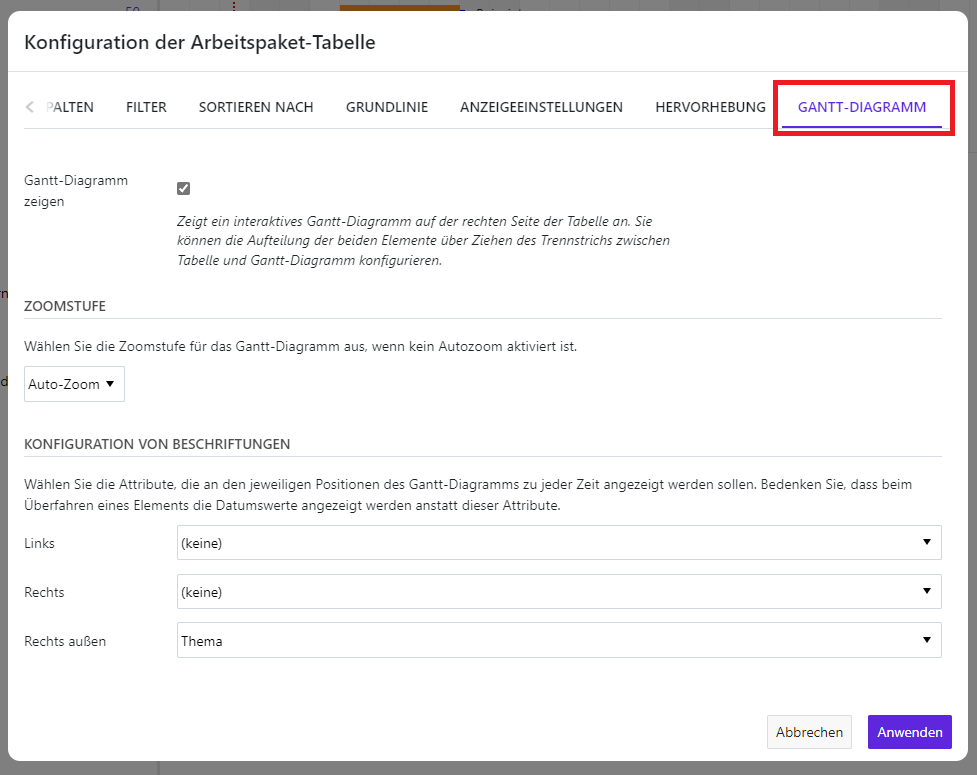 50
Konfiguration der Arbeitspaket-Tabelle
PALTEN FILTER SORTIEREN NACH GRUNDLINIE ANZEIGEEINSTELLUNGEN HERVORHEBUNG GANTT-DIAGRAMM
Gantt-Diagramm
zeigen
Zeigt ein interaktives Gantt-Diagramm auf der rechten Seite der Tabelle an. Sie
können die Aufteilung der beiden Elemente über Ziehen des Trennstrichs zwischen
Tabelle und Gantt-Diagramm konfigurieren.
ZOOMSTUFE
Wählen Sie die Zoomstufe für das Gantt-Diagramm aus, wenn kein Autozoom aktiviert ist.
Auto-Zoom
KONFIGURATION VON BESCHRIFTUNGEN
Wählen Sie die Attribute, die an den jeweiligen Positionen des Gantt-Diagramms zu jeder Zeit angezeigt werden sollen. Bedenken Sie, dass beim
Überfahren eines Elements die Datumswerte angezeigt werden anstatt dieser Attribute.
Links (keine)
Rechts (keine)
Rechts außen Thema
Abbrechen Anwenden